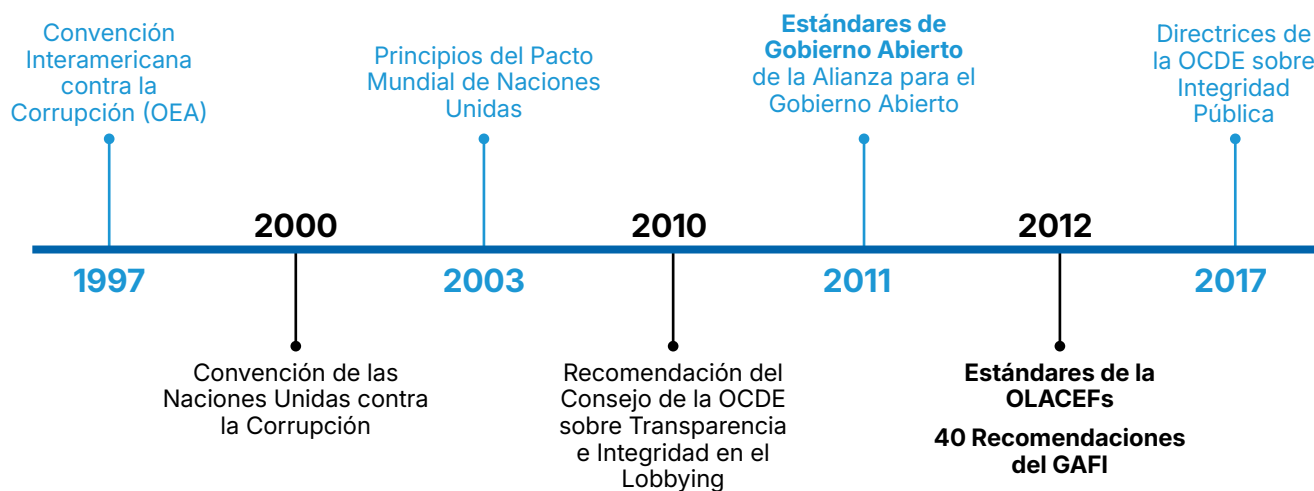 Convención
Interamericana
contra la
Corrupción (OEA)
1997
2000
Convención de las
Naciones Unidas contra
la Corrupción
Principios del Pacto
Mundial de Naciones
Unidas
2003
2010
Recomendación del
Consejo de la OCDE
sobre Transparencia
e Integridad en el
Lobbying
Estándares de
Gobierno Abierto
de la Alianza para el
Gobierno Abierto
2011
2012
Estándares de la
OLACEFs
40 Recomendaciones
del GAFI
Directrices de
la OCDE sobre
Integridad
Pública
2017